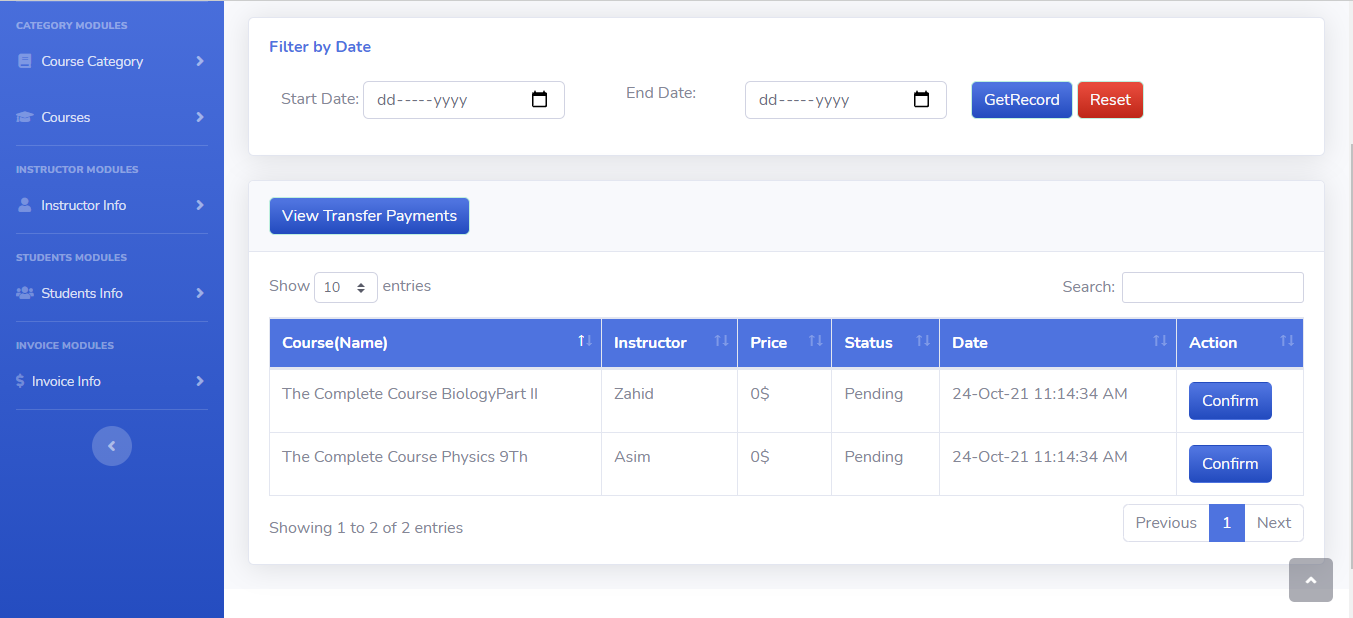 CATEGORY MODULES
Course Category
Courses
INSTRUCTOR MODULES
Instructor Info
STUDENTS MODULES
Students Info
INVOICE MODULES
$ Invoice Info
Filter by Date
Start Date: dd-----yyyy End Date: dd-----yyyy GetRecord Reset
View Transfer Payments
Show 10 entries Search:
Course(Name) Instructor Price Status Date Action
The Complete Course BiologyPart II Zahid 0$ Pending 24-Oct-21 11:14:34 AM Confirm
The Complete Course Physics 9Th Asim 0$ Pending 24-Oct-21 11:14:34 AM Confirm
Showing 1 to 2 of 2 entries Previous 1 Next